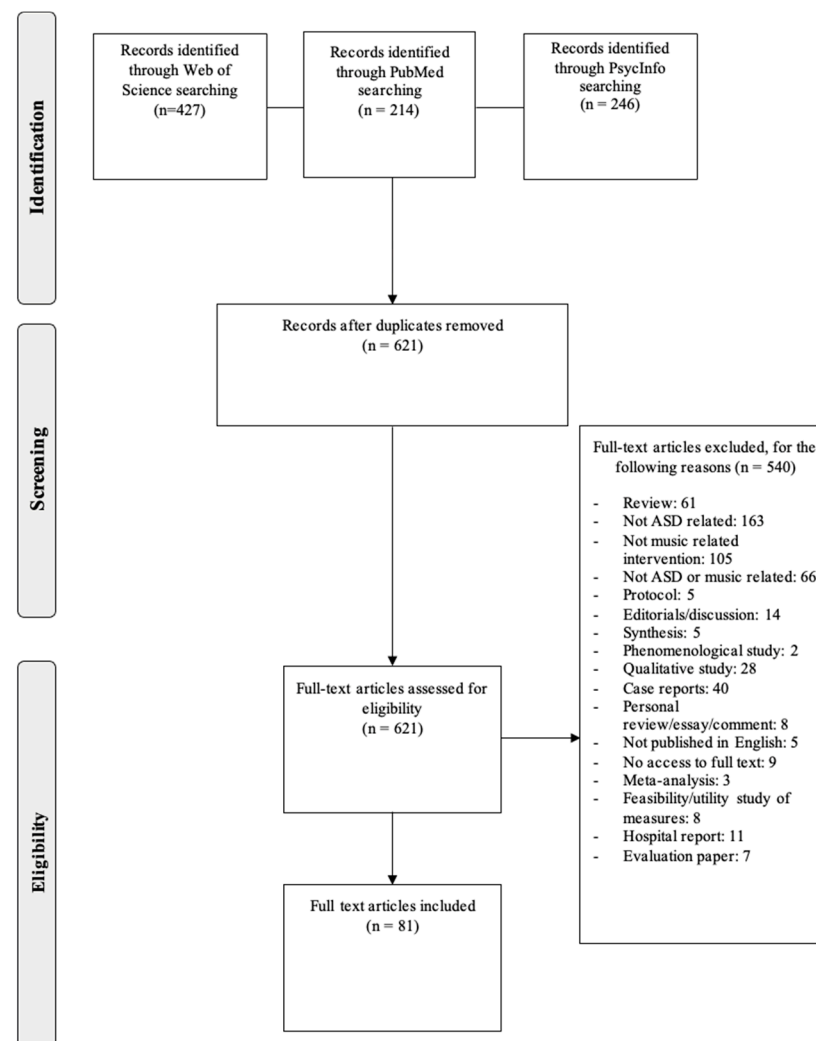 Identification
Records identified
through Web of
Science searching
(n=427)
Records identified
through PubMed
searching
(n = 214)
Records identified
through PsycInfo
searching
(n = 246)
Screening
Records after duplicates removed
(n = 621)
Full-text articles excluded, for the
following reasons (n = 540)
- Review: 61
- Not ASD related: 163
- Not music related
intervention: 105
- Not ASD or music related: 66
- Protocol: 5
- Editorials/discussion: 14
- Synthesis: 5
- Phenomenological study: 2
- Qualitative study: 28
- Case reports: 40
- Personal
review/essay/comment: 8
- Not published in English: 5
- No access to full text: 9
- Meta-analysis: 3
- Feasibility/utility study of
measures: 8
- Hospital report: 11
- Evaluation paper: 7
Eligibility
Full-text articles assessed for
eligibility
(n = 621)
Full text articles included
(n = 81)